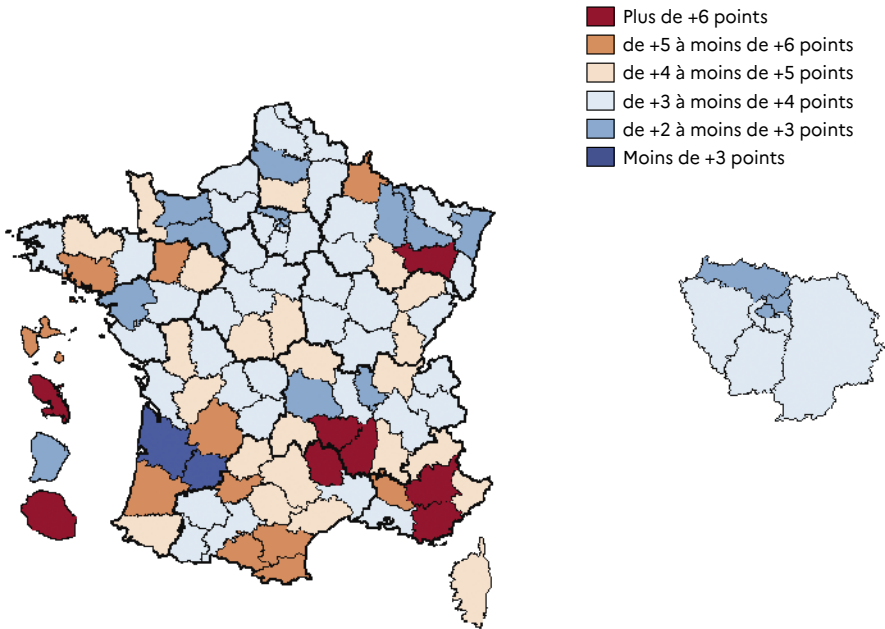 Plus de +6 points
de +5 à moins de +6 points
de +4 à moins de +5 points
de +3 à moins de +4 points
de +2 à moins de +3 points
Moins de +3 points